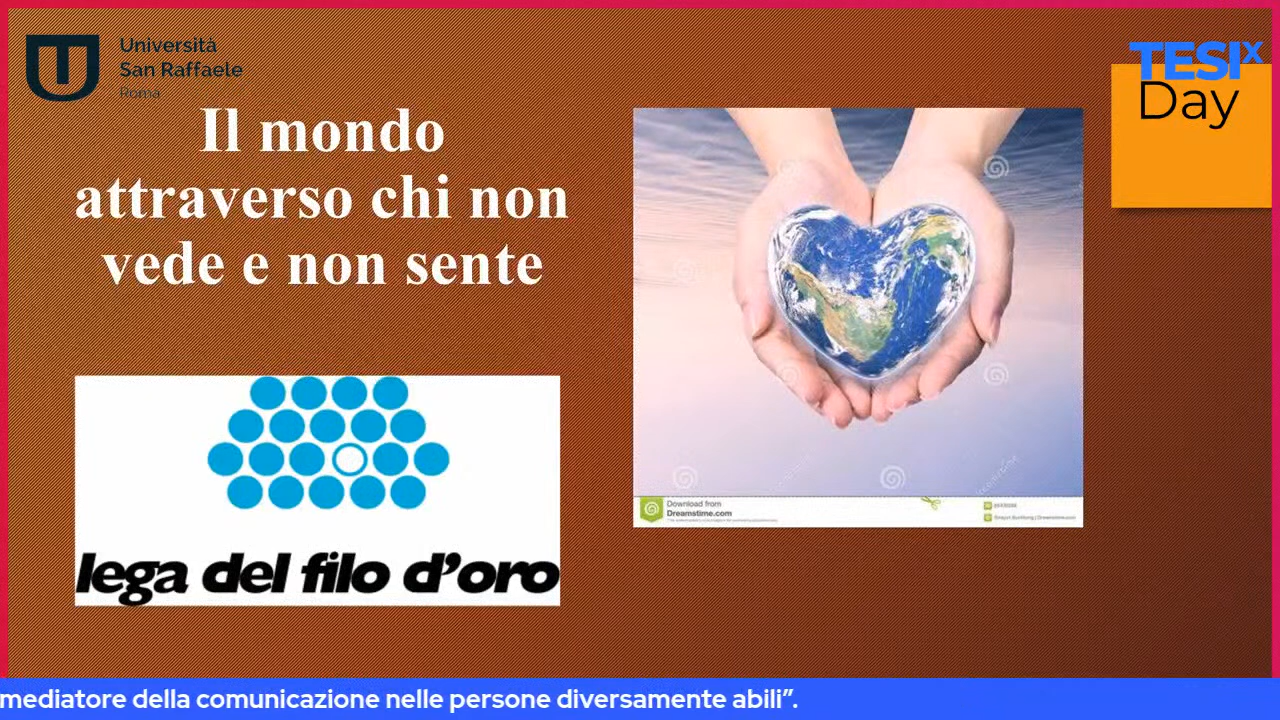 Università
San Raffaele
Roma
TESIX
Day
Il mondo
attraverso chi non
vede e non sente
lega del filo d'oro
Download from
Dreamstime.com
mediatore della comunicazione nelle persone diversamente abili”.